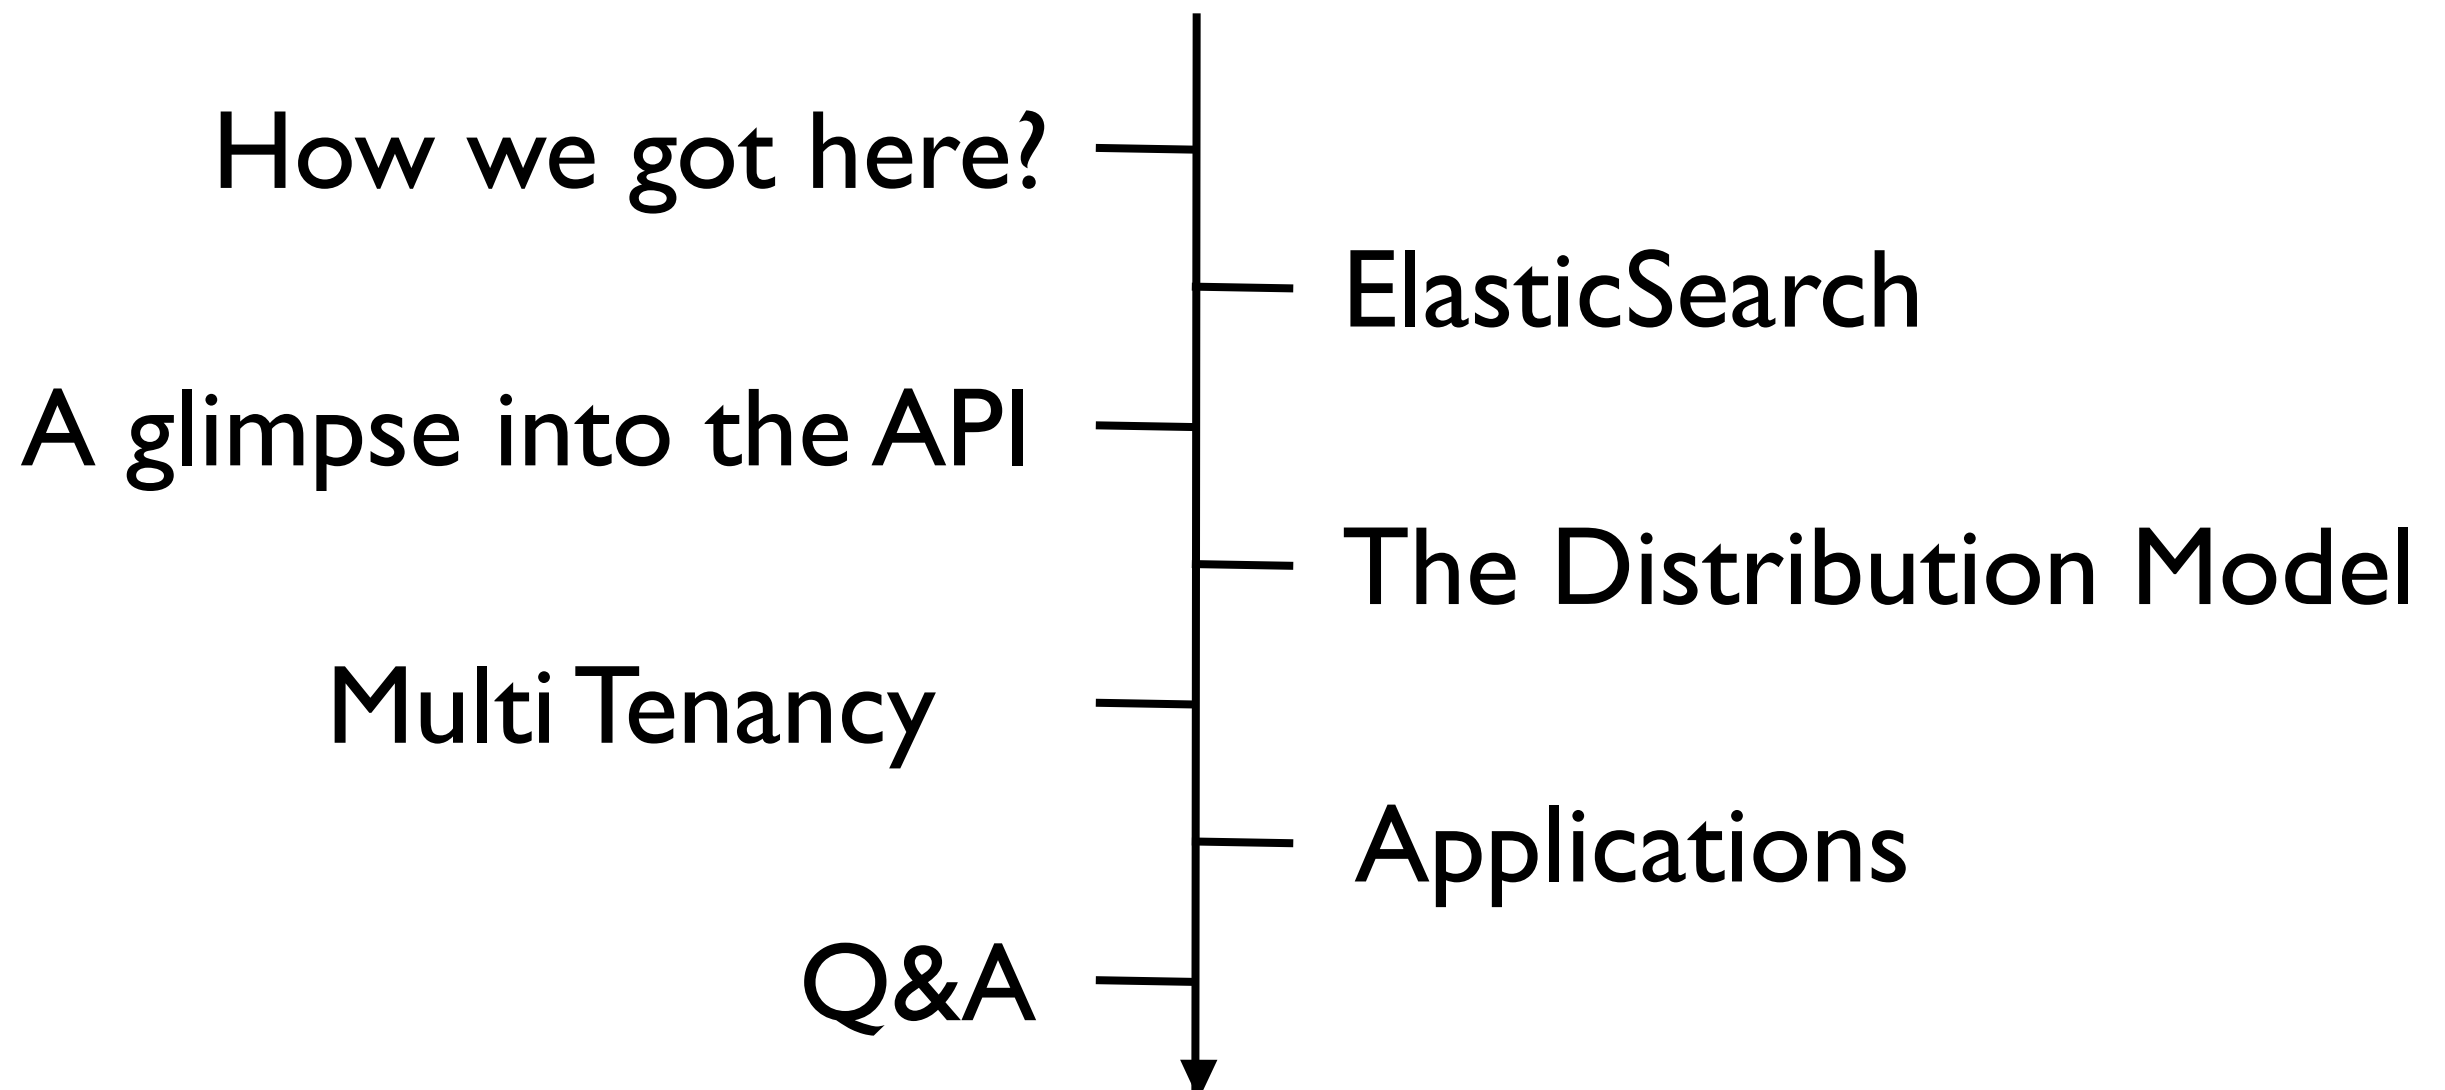 How we got here?
ElasticSearch
A glimpse into the API
The Distribution Model
Multi Tenancy
Applications
Q&A